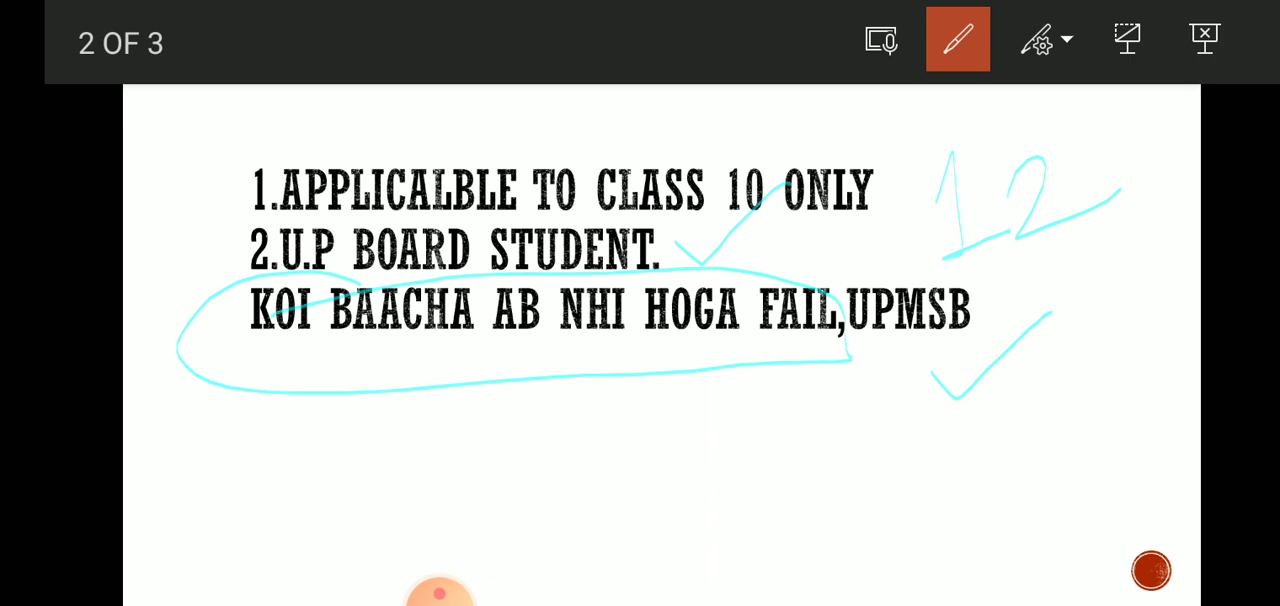 2 OF 3
1.APPLICALBLE TO CLASS 10 ONLY
12
2.U.P BOARD STUDENT.
KOI BAACHA AB NHI HOGA FAIL,UPMSB